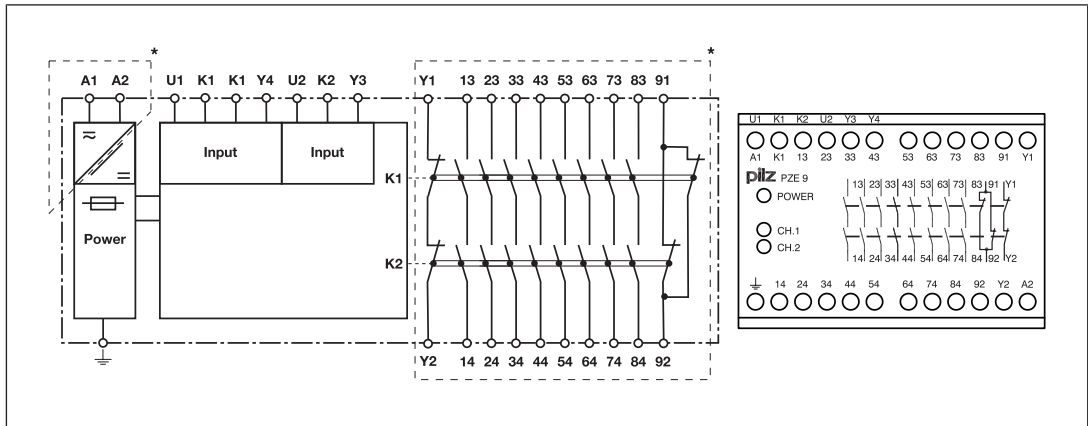 * *
A1 A2 U1 K1 K1 Y4 U2 K2 Y3 Y1 13 23 33 43 53 63 73 83 91
Input Input
K1
Power
K2
Y2 14 24 34 44 54 64 74 84 92
U1 K1 K2 U2 Y3 Y4
A1 K1 13 23 33 43 53 63 73 83 91 Y1
pilz PZE 9
13 23 33 43 53 63 73 83 91 Y1
POWER
CH.1
CH.2
14 24 34 44 54 64 74 84 92 Y2
14 24 34 44 54 64 74 84 92 Y2 A2